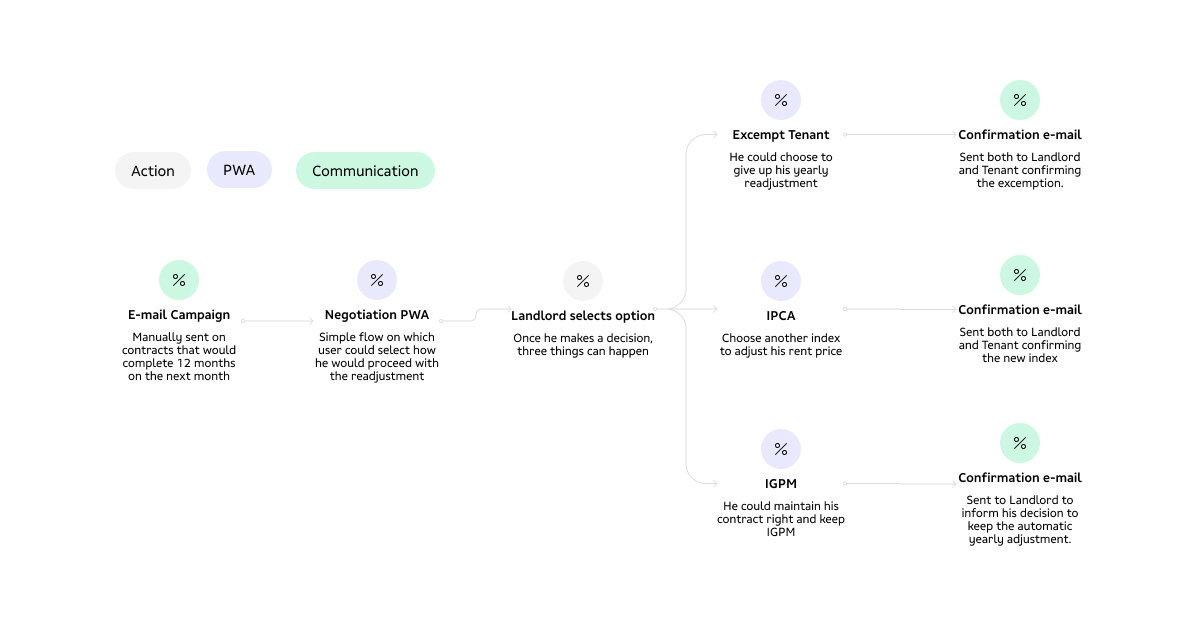 Action
PWA
Communication
%
E-mail Campaign
Manually sent on
contracts that would
complete 12 months
on the next month
%
Negotiation PWA
Simple flow on which
user could select how
he would proceed with
the readjustment
%
Landlord selects option
Once he makes a decision,
three things can happen
%
Excempt Tenant
He could choose to
give up his yearly
readjustment
%
Confirmation e-mail
Sent both to Landlord
and Tenant confirming
the excemption.
%
IPCA
Choose another index
to adjust his rent price
%
Confirmation e-mail
Sent both to Landlord
and Tenant confirming
the new index
%
IGPM
He could maintain his
contract right and keep
IGPM
%
Confirmation e-mail
Sent to Landlord to
inform his decision to
keep the automatic
yearly adjustment.